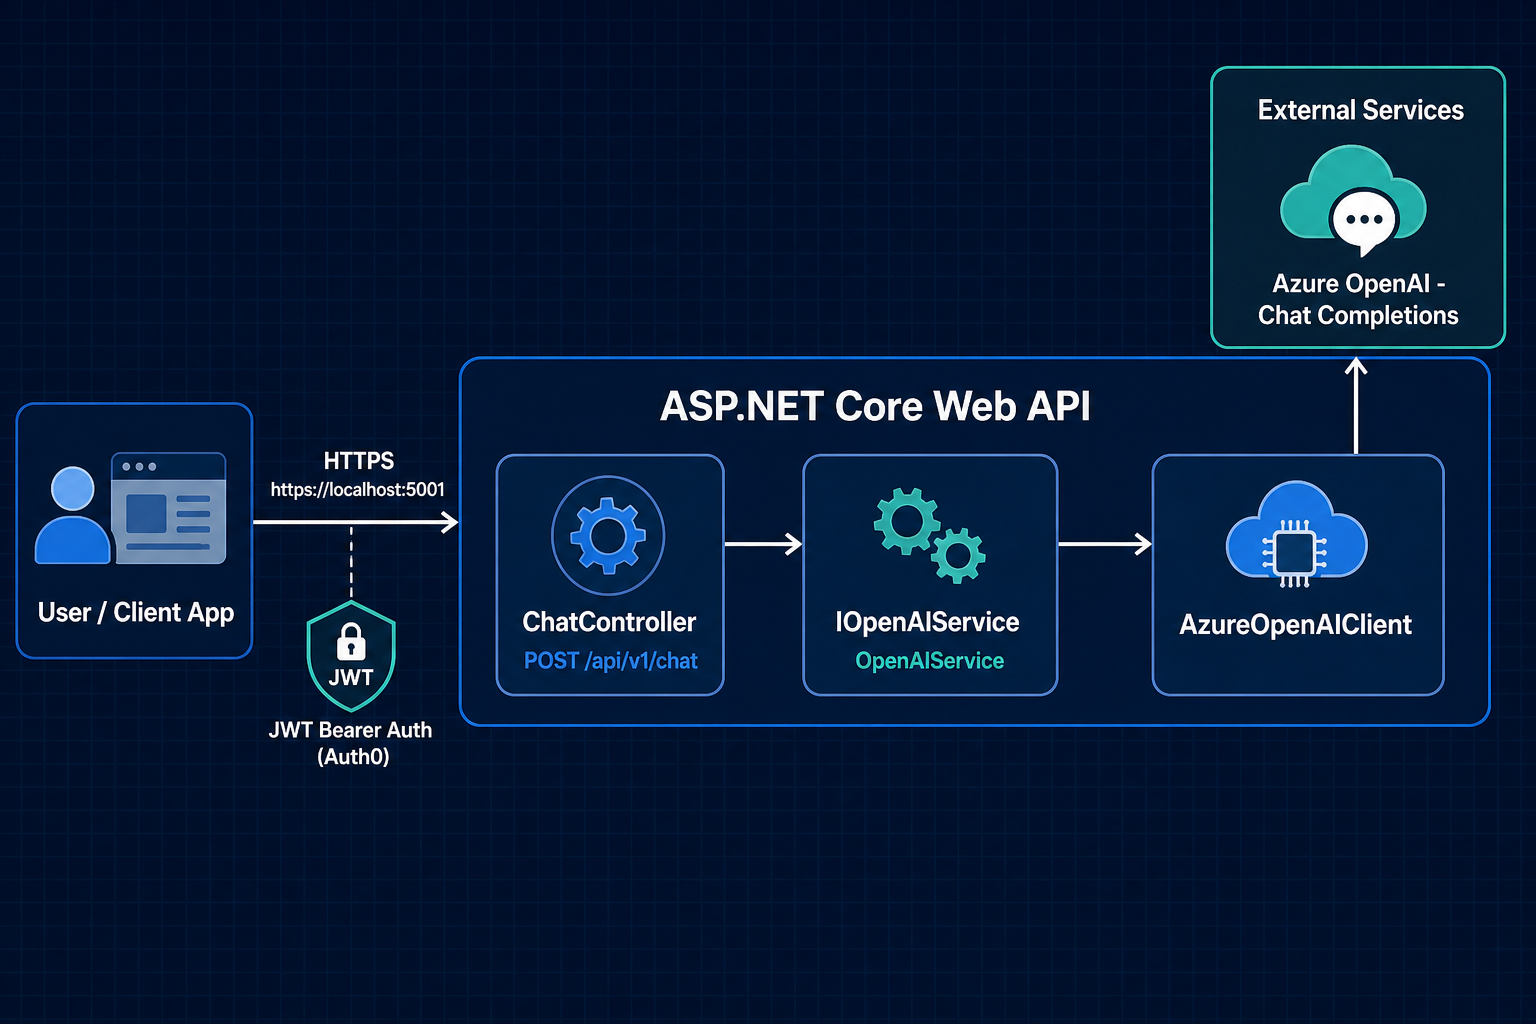 External Services
Azure OpenAI -
Chat Completions
ASP.NET Core Web API
HTTPS
https://localhost:5001
User / Client App
JWT
JWT Bearer Auth
(Auth0)
ChatController
POST /api/v1/chat
IOpenAIService
OpenAIService
AzureOpenAIClient